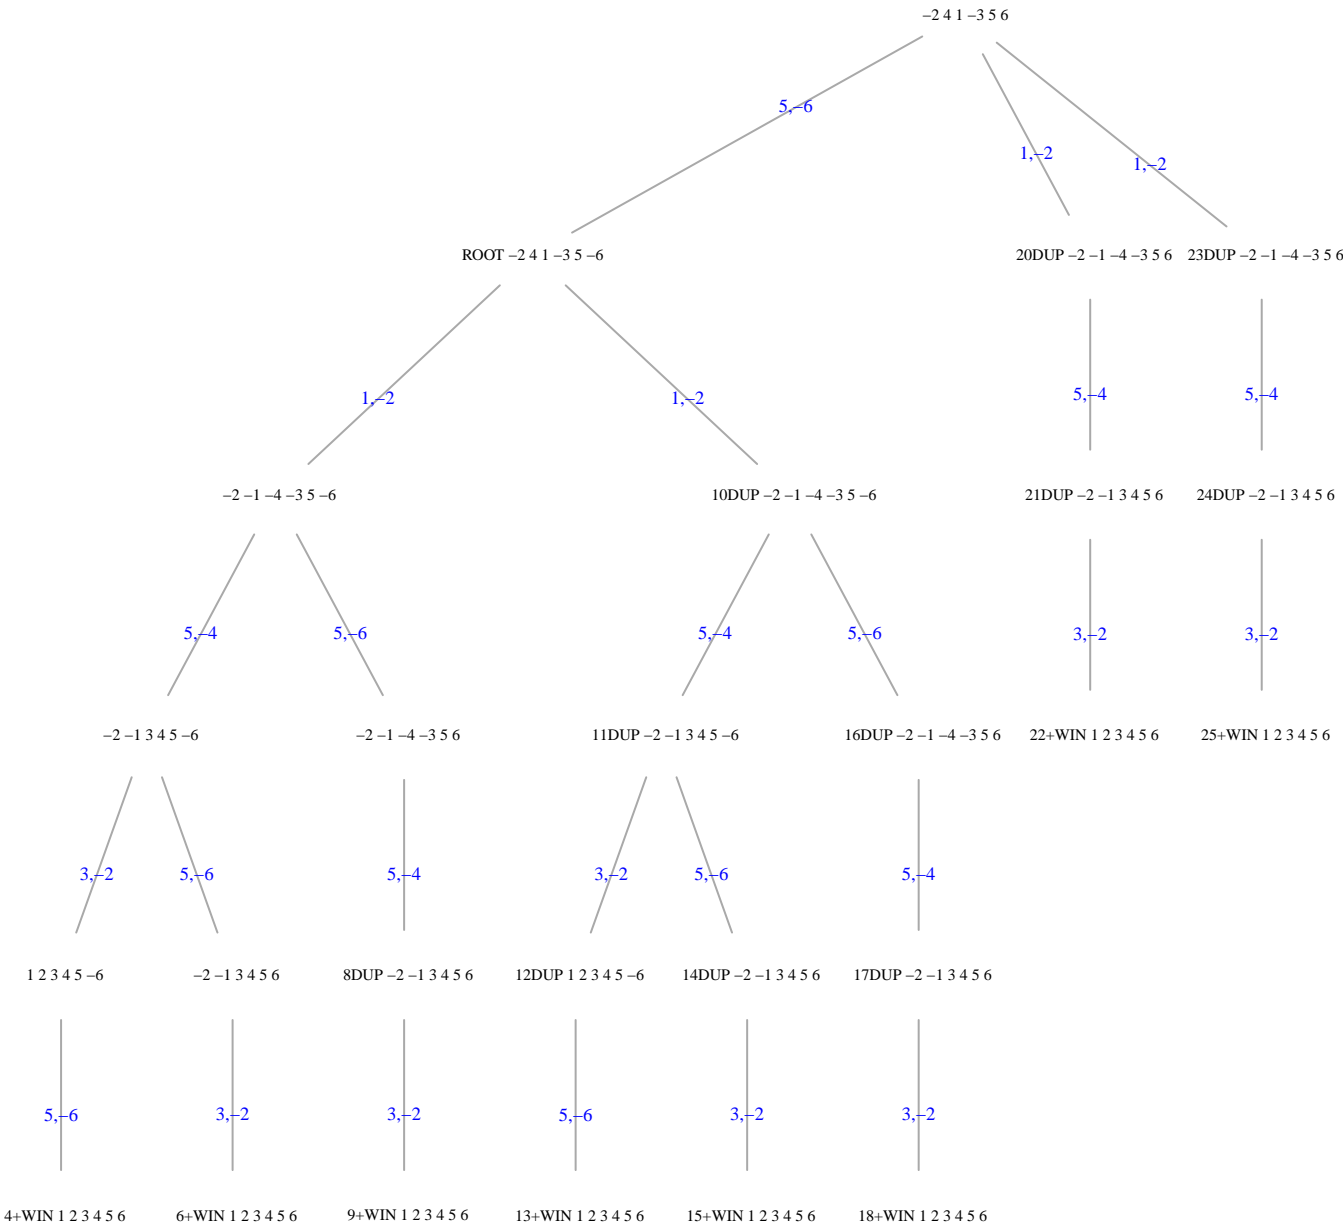 −2 4 1 −3 5 6
5,−6
1,−2
1,−2
ROOT −2 4 1 −3 5 −6
20DUP −2 −1 −4 −3 5 6
23DUP −2 −1 −4 −3 5 6
1,−2
1,−2
5,−4
5,−4
−2 −1 −4 −3 5 −6
10DUP −2 −1 −4 −3 5 −6
21DUP −2 −1 3 4 5 6
24DUP −2 −1 3 4 5 6
5,−4
5,−6
5,−4
5,−6
3,−2
3,−2
−2 −1 3 4 5 −6
−2 −1 −4 −3 5 6
11DUP −2 −1 3 4 5 −6
16DUP −2 −1 −4 −3 5 6
22+WIN 1 2 3 4 5 6
25+WIN 1 2 3 4 5 6
3,−2
5,−6
5,−4
3,−2
5,−6
5,−4
1 2 3 4 5 −6
−2 −1 3 4 5 6
8DUP −2 −1 3 4 5 6
12DUP 1 2 3 4 5 −6
14DUP −2 −1 3 4 5 6
17DUP −2 −1 3 4 5 6
5,−6
3,−2
3,−2
5,−6
3,−2
3,−2
4+WIN 1 2 3 4 5 6
6+WIN 1 2 3 4 5 6
9+WIN 1 2 3 4 5 6
13+WIN 1 2 3 4 5 6
15+WIN 1 2 3 4 5 6
18+WIN 1 2 3 4 5 6